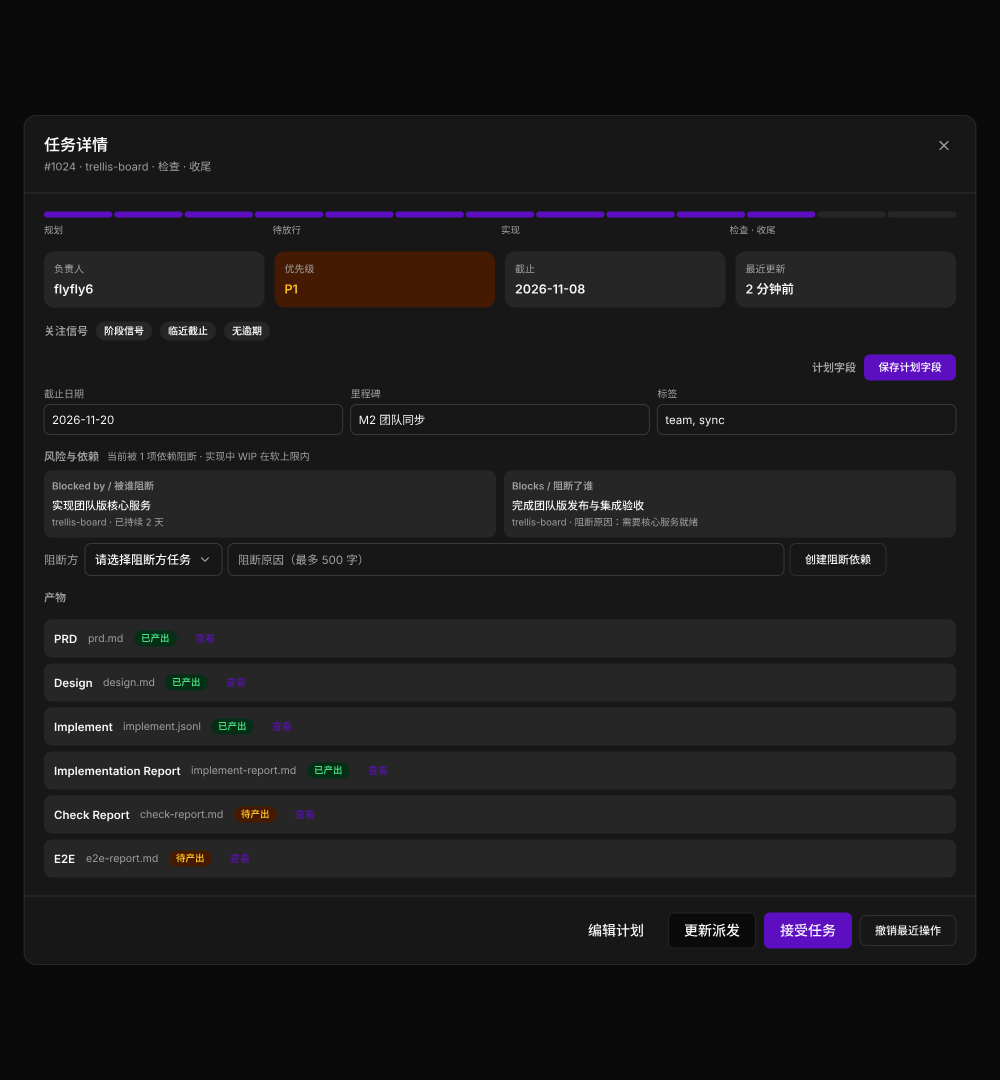 任务详情
#1024 · trellis-board · 检查 · 收尾
规划 待放行 实现 检查 · 收尾
负责人 优先级 截止 最近更新
flyfly6 P1 2026-11-08 2 分钟前
关注信号 阶段信号 临近截止 无逾期
计划字段 保存计划字段
截止日期 里程碑 标签
2026-11-20 M2 团队同步 team, sync
风险与依赖 当前被 1 项依赖阻断 · 实现中 WIP 在软上限内
Blocked by / 被谁阻断 Blocks / 阻断了谁
实现团队版核心服务 完成团队版发布与集成验收
trellis-board · 已持续 2 天 trellis-board · 阻断原因：需要核心服务就绪
阻断方 请选择阻断方任务 阻断原因（最多 500 字） 创建阻断依赖
产物
PRD prd.md 已产出 查看
Design design.md 已产出 查看
Implement implement.jsonl 已产出 查看
Implementation Report implement-report.md 已产出 查看
Check Report check-report.md 待产出 查看
E2E e2e-report.md 待产出 查看
编辑计划 更新派发 接受任务 撤销最近操作